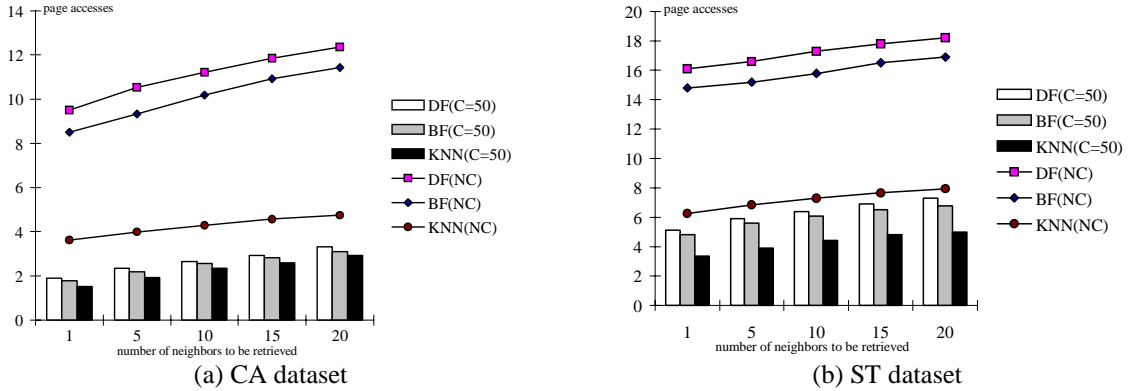 page accesses
14
12
10
8
6
4
2
0
1 5 10 15 20
number of neighbors to be retrieved
DF(C=50)
BF(C=50)
KNN(C=50)
DF(NC)
BF(NC)
KNN(NC)
(a) CA dataset
page accesses
20
18
16
14
12
10
8
6
4
2
0
1 5 10 15 20
number of neighbors to be retrieved
DF(C=50)
BF(C=50)
KNN(C=50)
DF(NC)
BF(NC)
KNN(NC)
(b) ST dataset